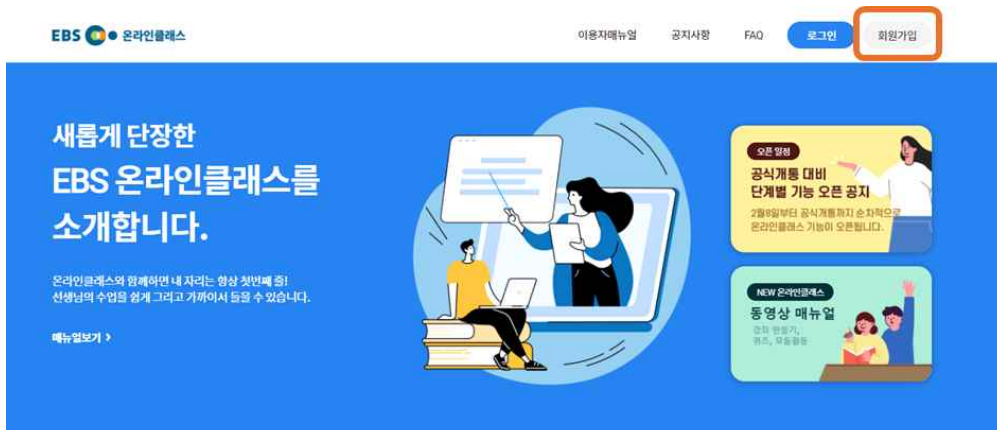 EBS 온라인클래스
이용자매뉴얼 공지사항 FAQ 로그인 회원가입
새롭게 단장한
EBS 온라인클래스를
소개합니다.
온라인클래스와 함께하면 내 자리는 항상 첫번째 줄!
선생님의 수업을 쉽게 그리고 가까이서 들을 수 있습니다.
매뉴얼보기 >
오픈 일정
공식개통 대비
단계별 기능 오픈 공지
2월8일부터 공식개통까지 순차적으로
온라인클래스 기능이 오픈됩니다.
NEW 온라인클래스
동영상 매뉴얼
강좌 만들기,
퀴즈, 모둠활동